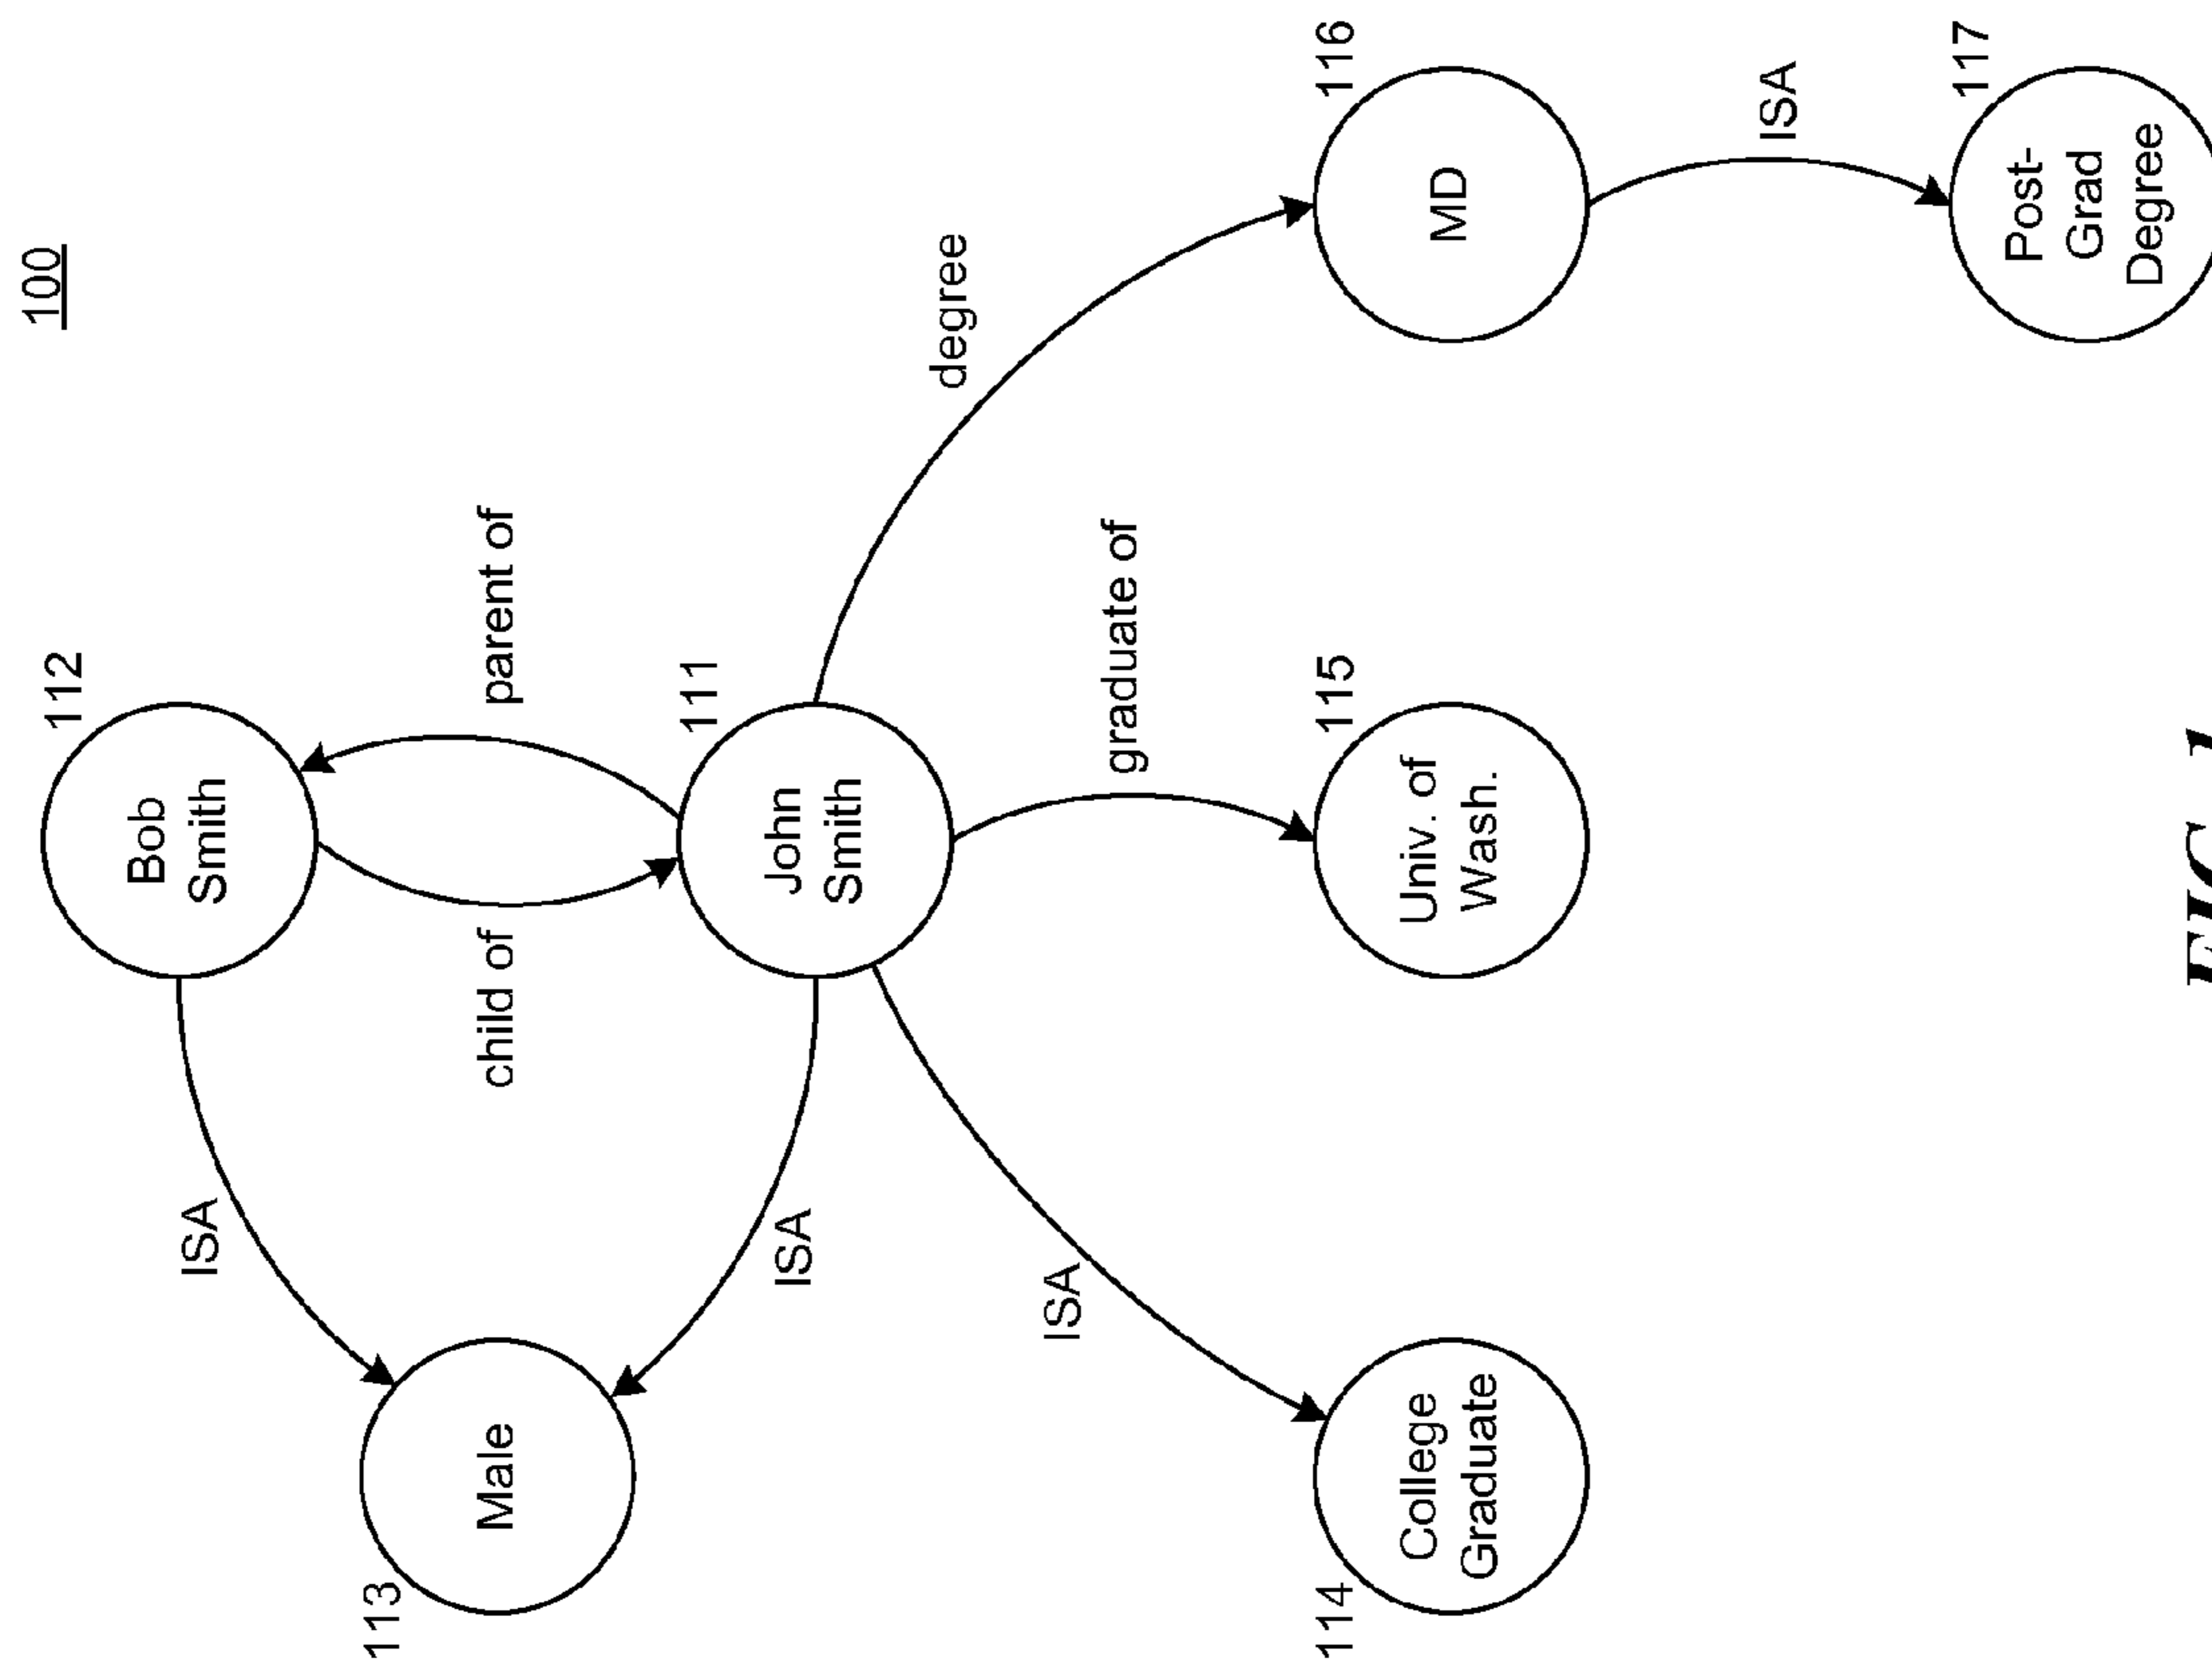 100
112
Bob
Smith
ISA
113
Male
child of
parent of
111
John
Smith
ISA
degree
ISA
graduate of
114
College
Graduate
115
Univ. of
Wash.
116
MD
ISA
117
Post-
Grad
Degree